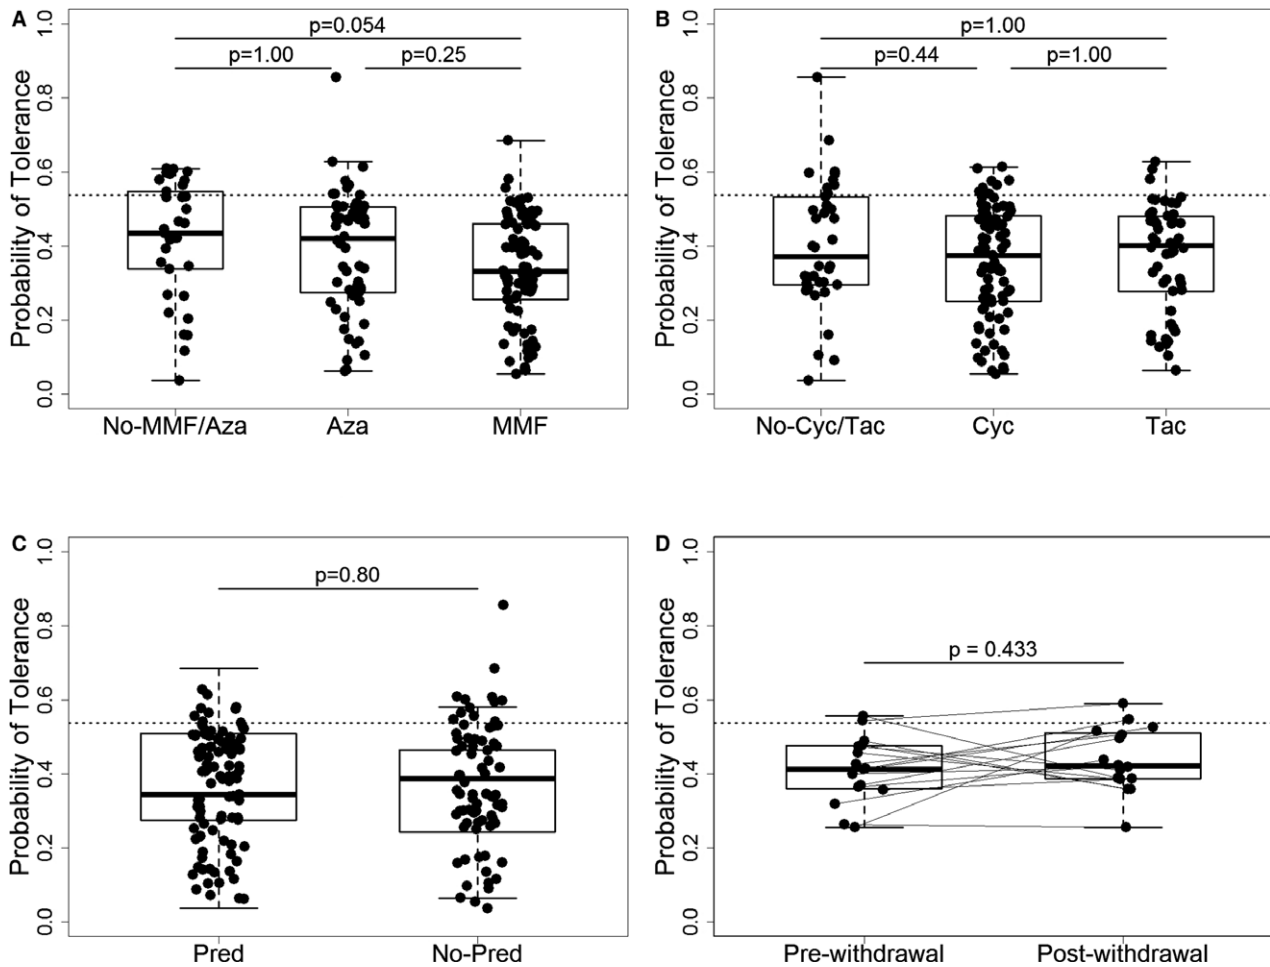 A
Probability of Tolerance
0.0 0.2 0.4 0.6 0.8 1.0
p=0.054
p=1.00 p=0.25
No-MMF/Aza Aza MMF
B
Probability of Tolerance
0.0 0.2 0.4 0.6 0.8 1.0
p=1.00
p=0.44 p=1.00
No-Cyc/Tac Cyc Tac
C
Probability of Tolerance
0.0 0.2 0.4 0.6 0.8 1.0
p=0.80
Pred No-Pred
D
Probability of Tolerance
0.0 0.2 0.4 0.6 0.8 1.0
p = 0.433
Pre-withdrawal Post-withdrawal